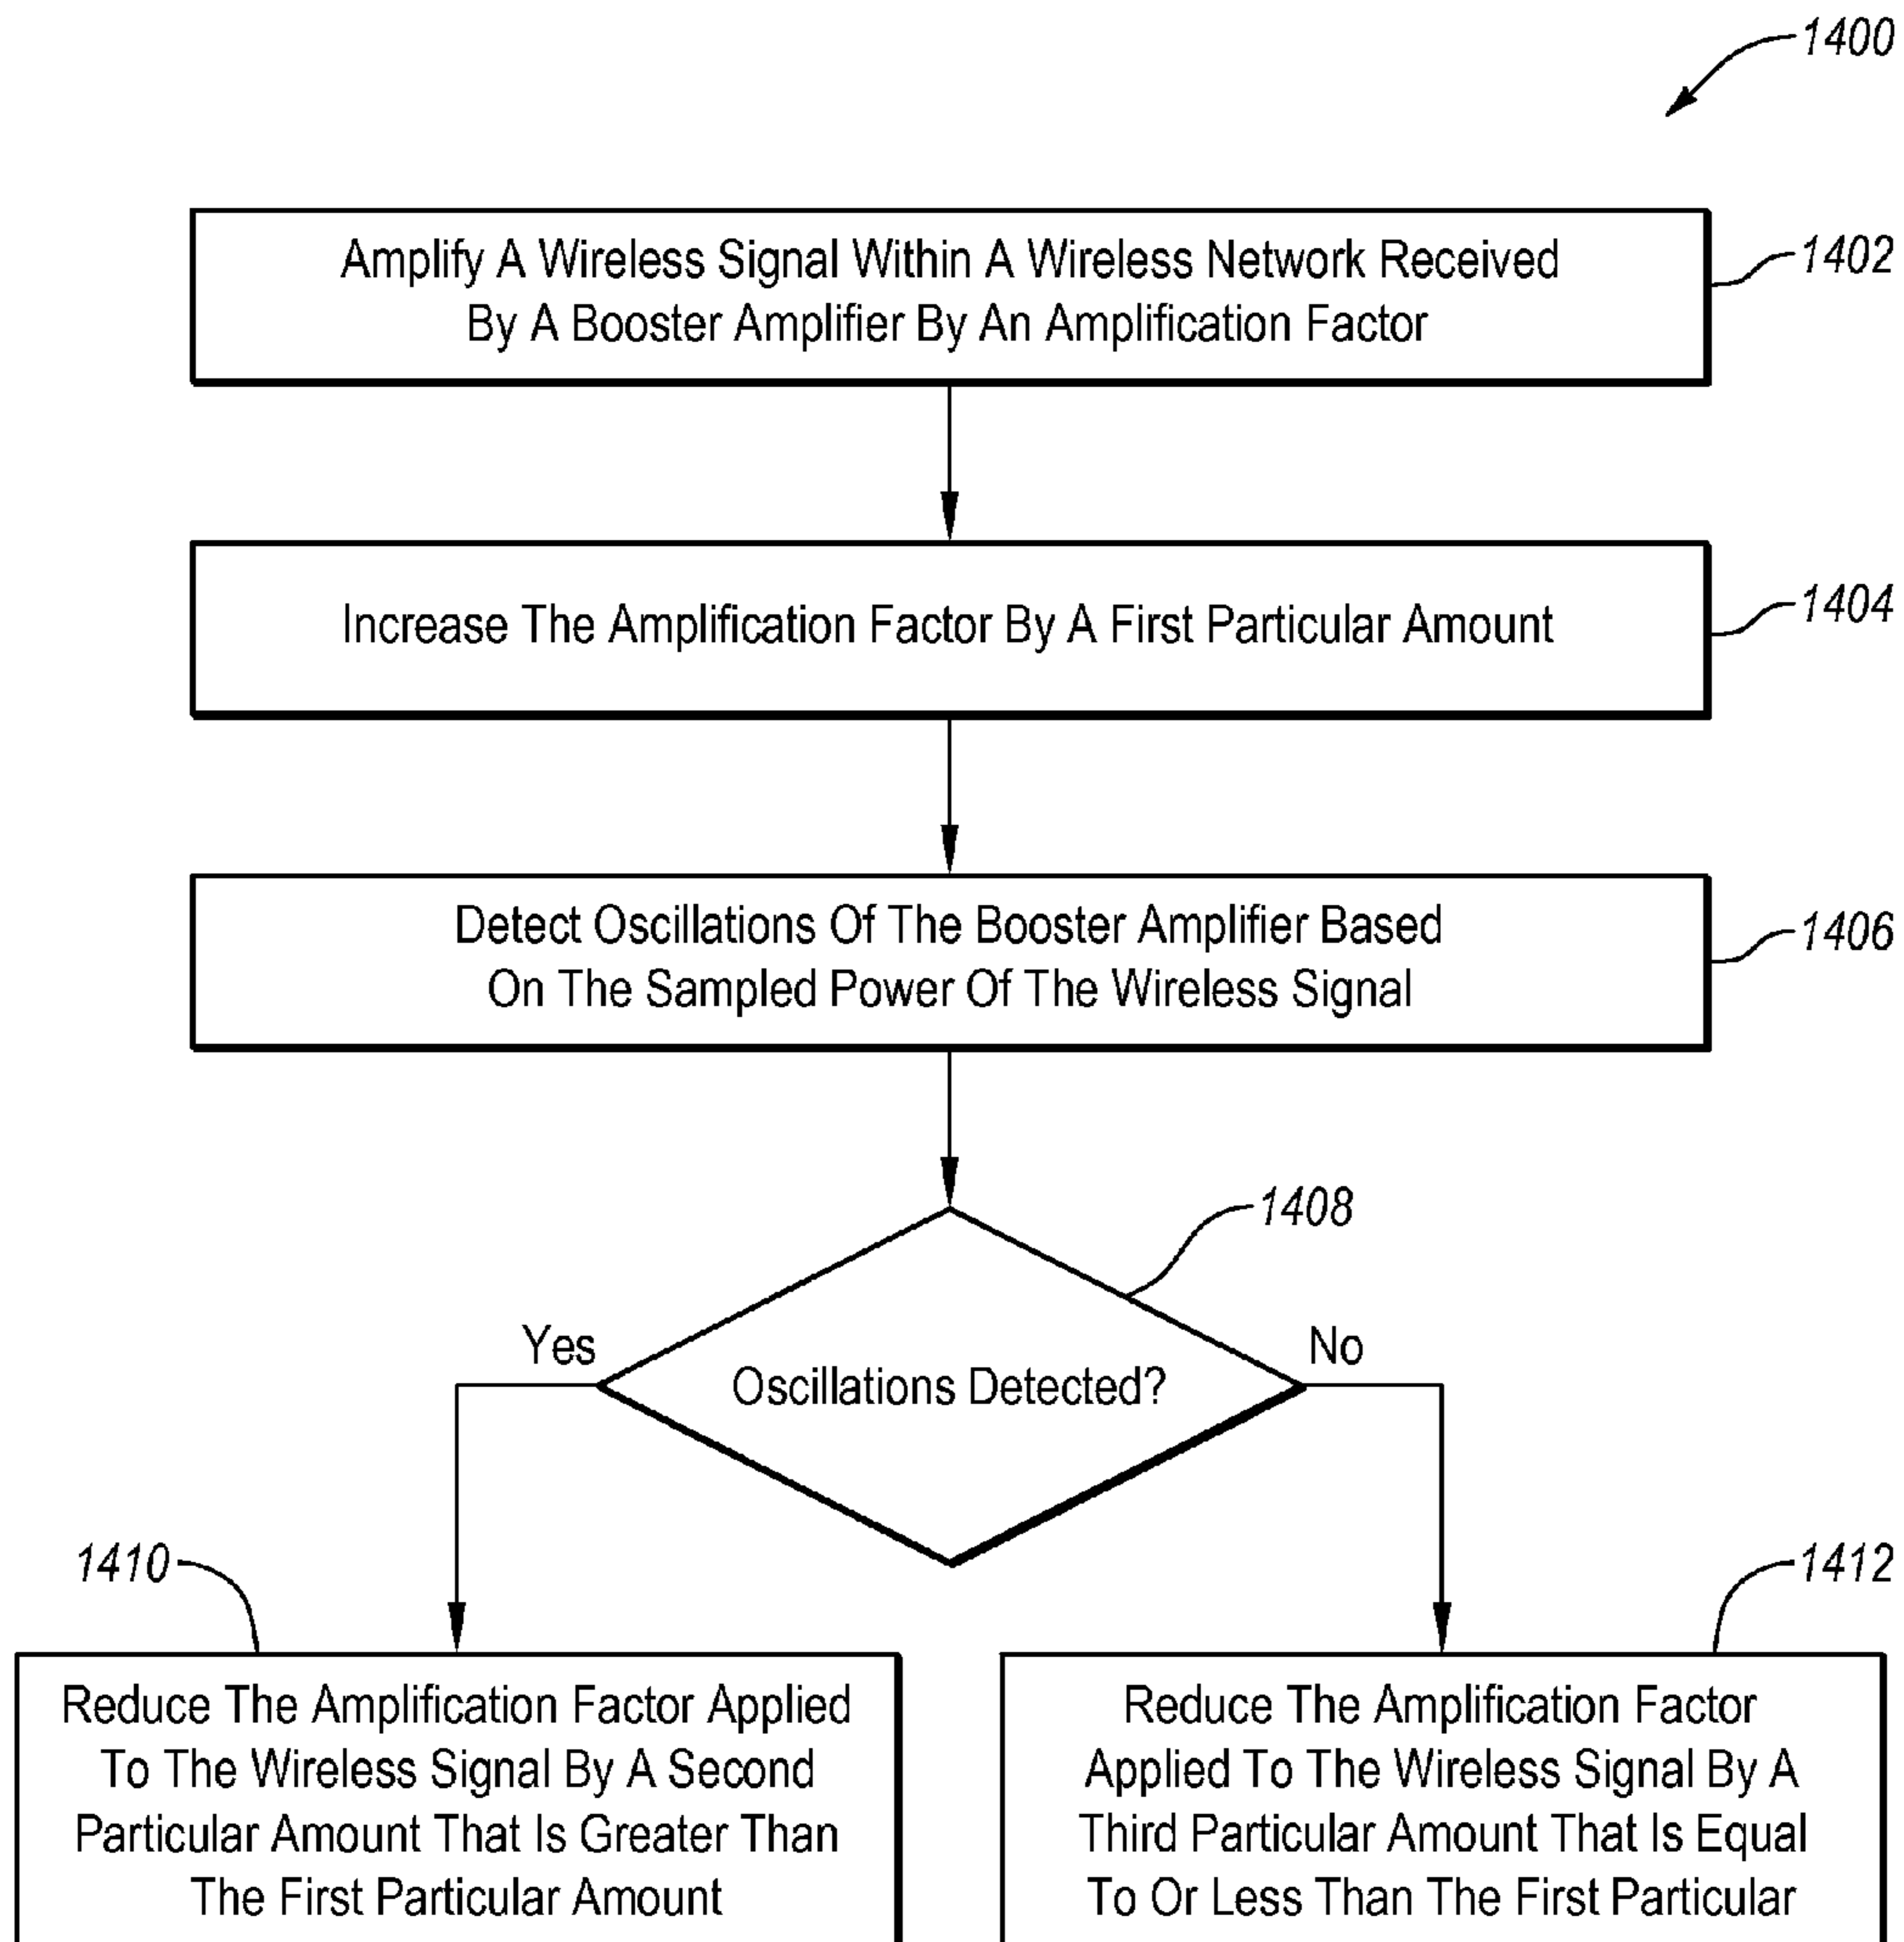 1400
Amplify A Wireless Signal Within A Wireless Network Received
By A Booster Amplifier By An Amplification Factor
1402
Increase The Amplification Factor By A First Particular Amount
1404
Detect Oscillations Of The Booster Amplifier Based
On The Sampled Power Of The Wireless Signal
1406
1408
Yes
No
Oscillations Detected?
1410
1412
Reduce The Amplification Factor Applied
To The Wireless Signal By A Second
Particular Amount That Is Greater Than
The First Particular Amount
Reduce The Amplification Factor
Applied To The Wireless Signal By A
Third Particular Amount That Is Equal
To Or Less Than The First Particular